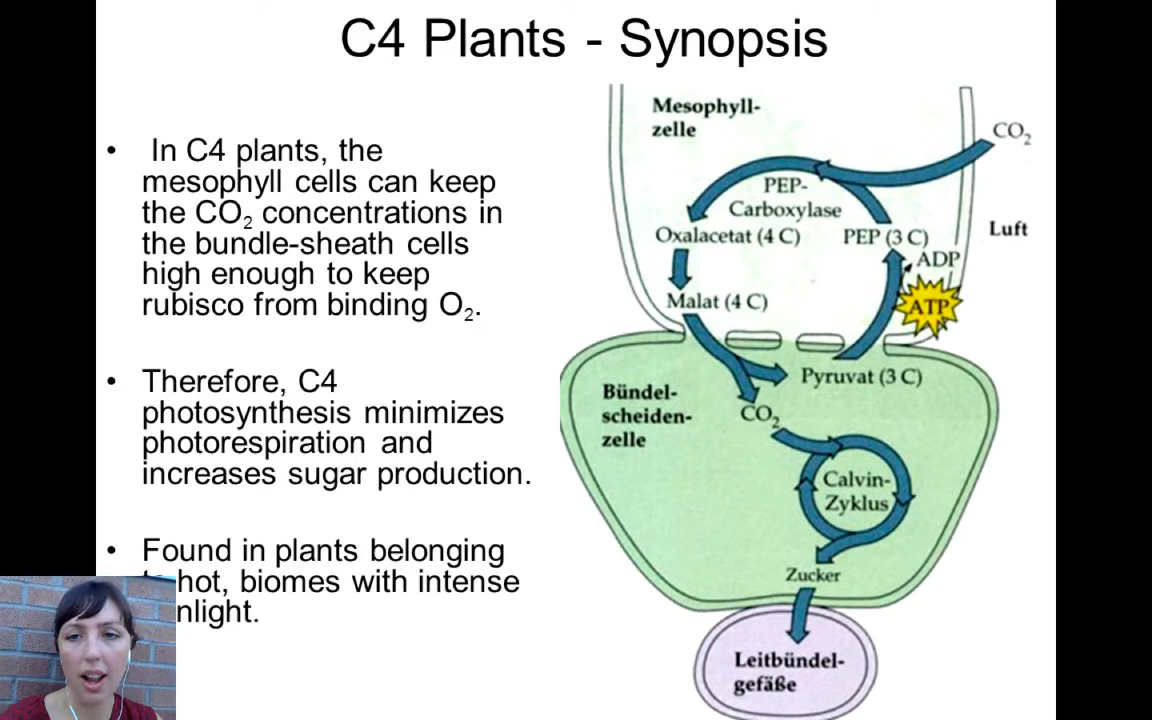 C4 Plants - Synopsis
• In C4 plants, the
mesophyll cells can keep
the CO₂ concentrations in
the bundle-sheath cells
high enough to keep
rubisco from binding O₂.
• Therefore, C4
photosynthesis minimizes
photorespiration and
increases sugar production.
• Found in plants belonging
hot, biomes with intense
nlight.
Mesophyll-
zelle
CO₂
PEP-
Carboxylase
Luft
Oxalacetat (4 C)
PEP (3 C)
ADP
ATP
Malat (4 C)
Pyruvat (3 C)
Bündel-
scheiden-
zelle
CO₂
Calvin-
Zyklus
Zucker
Leitbündel-
gefäße